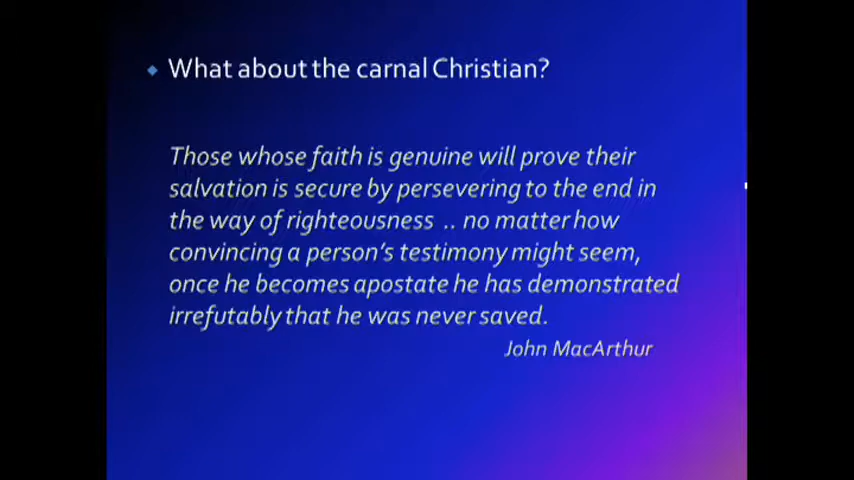 What about the carnal Christian?
Those whose faith is genuine will prove their
salvation is secure by persevering to the end in
the way of righteousness .. no matter how
convincing a person's testimony might seem,
once he becomes apostate he has demonstrated
irrefutably that he was never saved.
John MacArthur